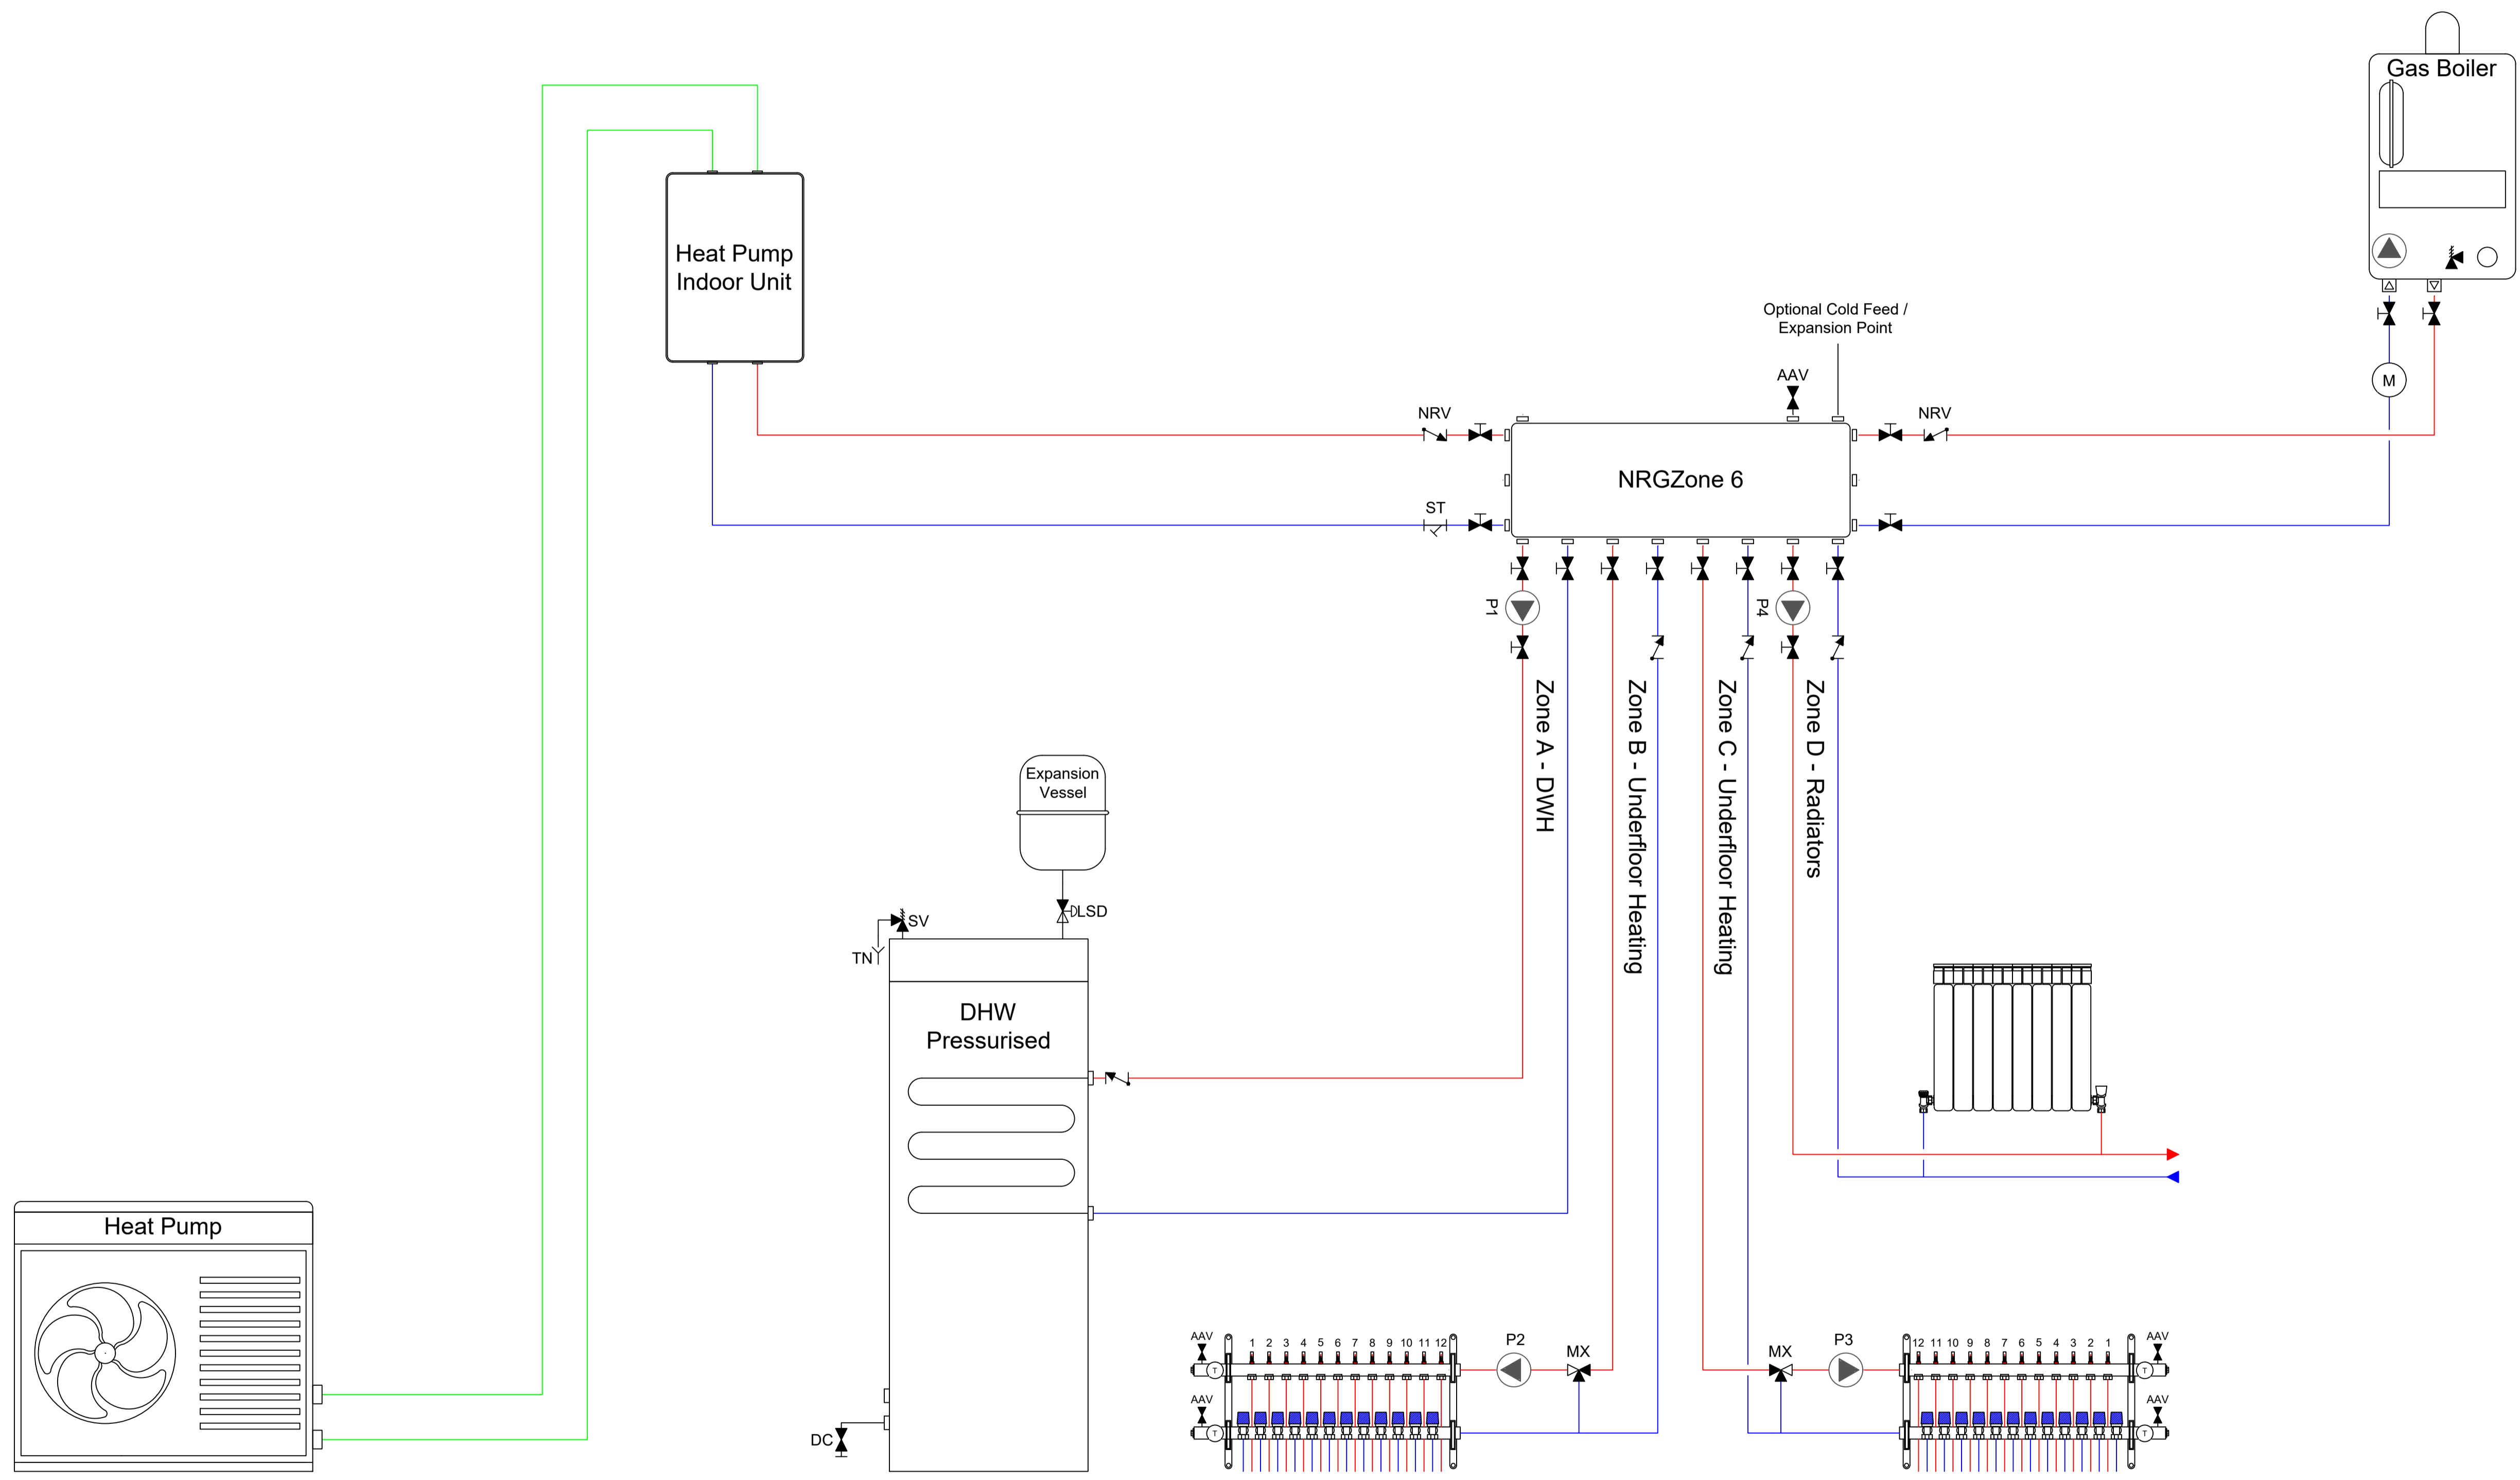 Gas Boiler
Heat Pump
Indoor Unit
Optional Cold Feed /
Expansion Point
AAV
M
NRV
NRV
NRGZone 6
ST
P1
P4
Zone A - DWH
Zone B - Underfloor Heating
Zone C - Underfloor Heating
Zone D - Radiators
Expansion
Vessel
LSD
SV
TN
DHW
Pressurised
Heat Pump
DC
AAV
1 2 3 4 5 6 7 8 9 10 11 12
P2
MX
MX
P3
12 11 10 9 8 7 6 5 4 3 2 1
AAV
T
T
AAV
AAV
T
T